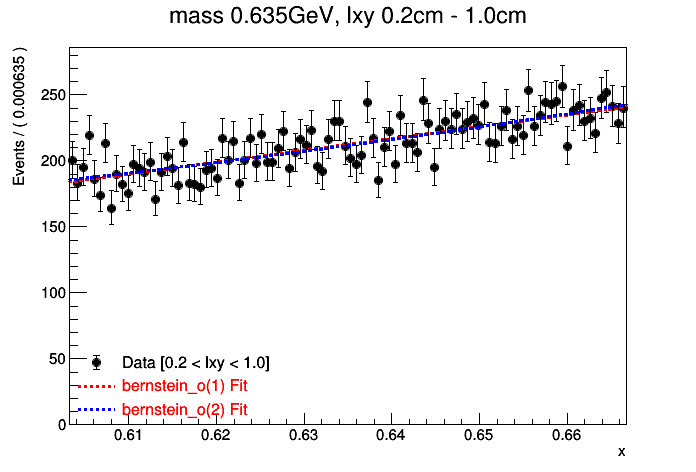 mass 0.635GeV, lxy 0.2cm - 1.0cm
Events / ( 0.000635 )
250
200
150
100
50
0
Data [0.2 < lxy < 1.0]
bernstein_o(1) Fit
bernstein_o(2) Fit
0.61 0.62 0.63 0.64 0.65 0.66
x